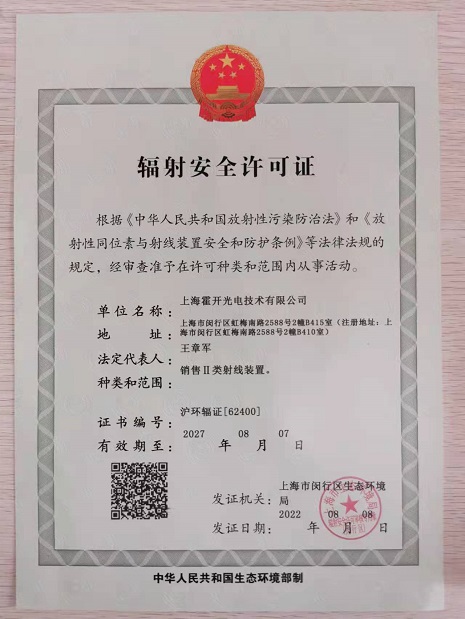 辐射安全许可证
根据《中华人民共和国放射性污染防治法》和《放
射性同位素与射线装置安全和防护条例》等法律法规的
规定，经审查准予在许可种类和范围内从事活动。
单位名称：上海霍开光电技术有限公司
地 址：上海市闵行区虹梅南路2588号2幢B415室（注册地址：上
海市闵行区虹梅南路2588号2幢B410室）
法定代表人：王章军
种类和范围：销售Ⅱ类射线装置。
证书编号：沪环辐证[62400]
有效期至：2027 年 08 月 07 日
发证机关：上海市闵行区生态环境
局
发证日期：2022 年 08 月 08 日
中华人民共和国生态环境部制